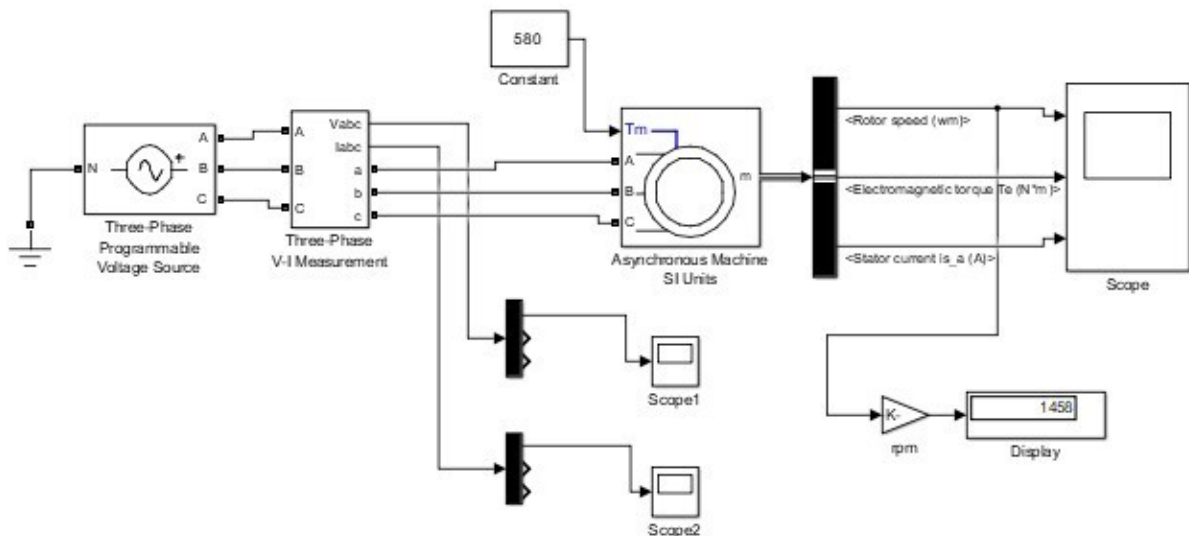 580
Constant
N
A
B
C
Three-Phase
Programmable
Voltage Source
A
B
C
Vabc
Iabc
a
b
c
Three-Phase
V-I Measurement
Tm
A
B
C
m
Asynchronous Machine
SI Units
<Rotor speed (wm)>
<Electromagnetic torque Te (N*m)>
<Stator current is_a (A)>
Scope
Scope1
Scope2
K-
rpm
1458
Display